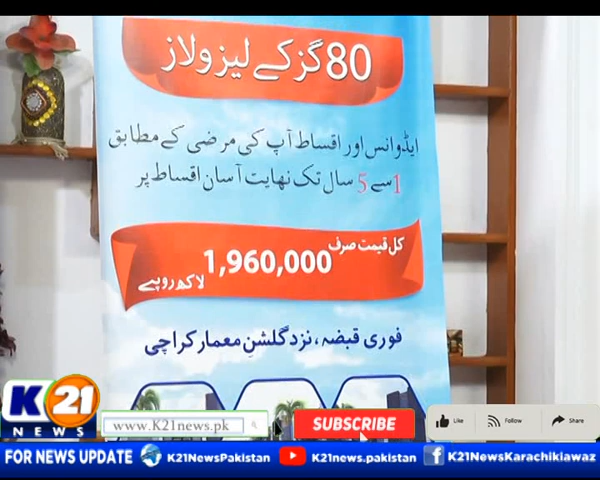 80 گز کے لیز ولاز
ایڈوانس اور اقساط آپ کی مرضی کے مطابق
1 سے 5 سال تک نہایت آسان اقساط پر
کل قیمت صرف 1,960,000 لاکھ روپے
فوری قبضہ، نزد گلشنِ معمار کراچی
K21
NEWS
www.K21news.pk
SUBSCRIBE
Like
Follow
Share
FOR NEWS UPDATE
K21NewsPakistan
K21news.pakistan
K21NewsKarachikiawaz